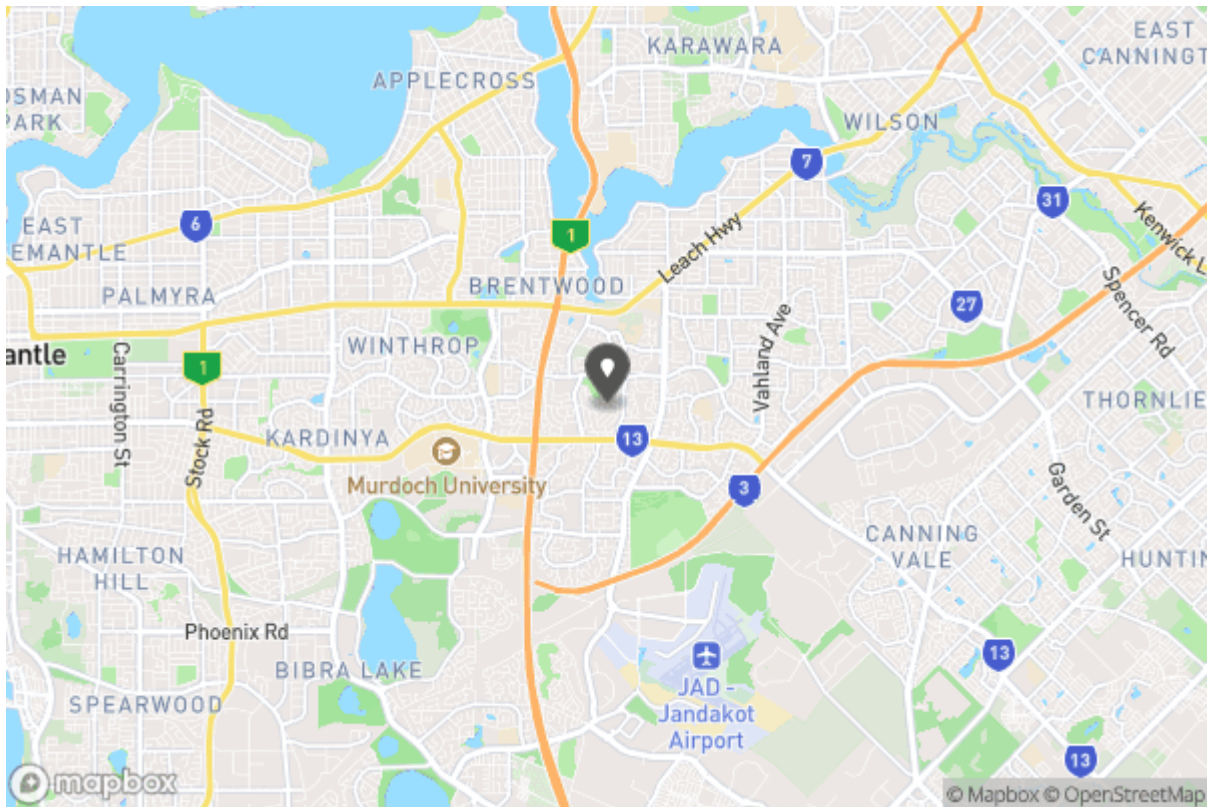 KARAWARA
EAST
CANNINGT
APPLECROSS
OSMAN
PARK
WILSON
7
31
6
EAST
EMANTLE
1
Kenwick L
Leach Hwy
BRENTWOOD
PALMYRA
27
Spencer Rd
WINTHROP
antle
Carrington St
1
Vahland Ave
THORNLIE
Stock Rd
KARDINYA
13
Murdoch University
3
Garden St
CANNING
VALE
HAMILTON
HILL
HUNTIN
Phoenix Rd
13
BIBRA LAKE
JAD -
Jandakot
Airport
SPEARWOOD
13
mapbox
© Mapbox © OpenStreetMap